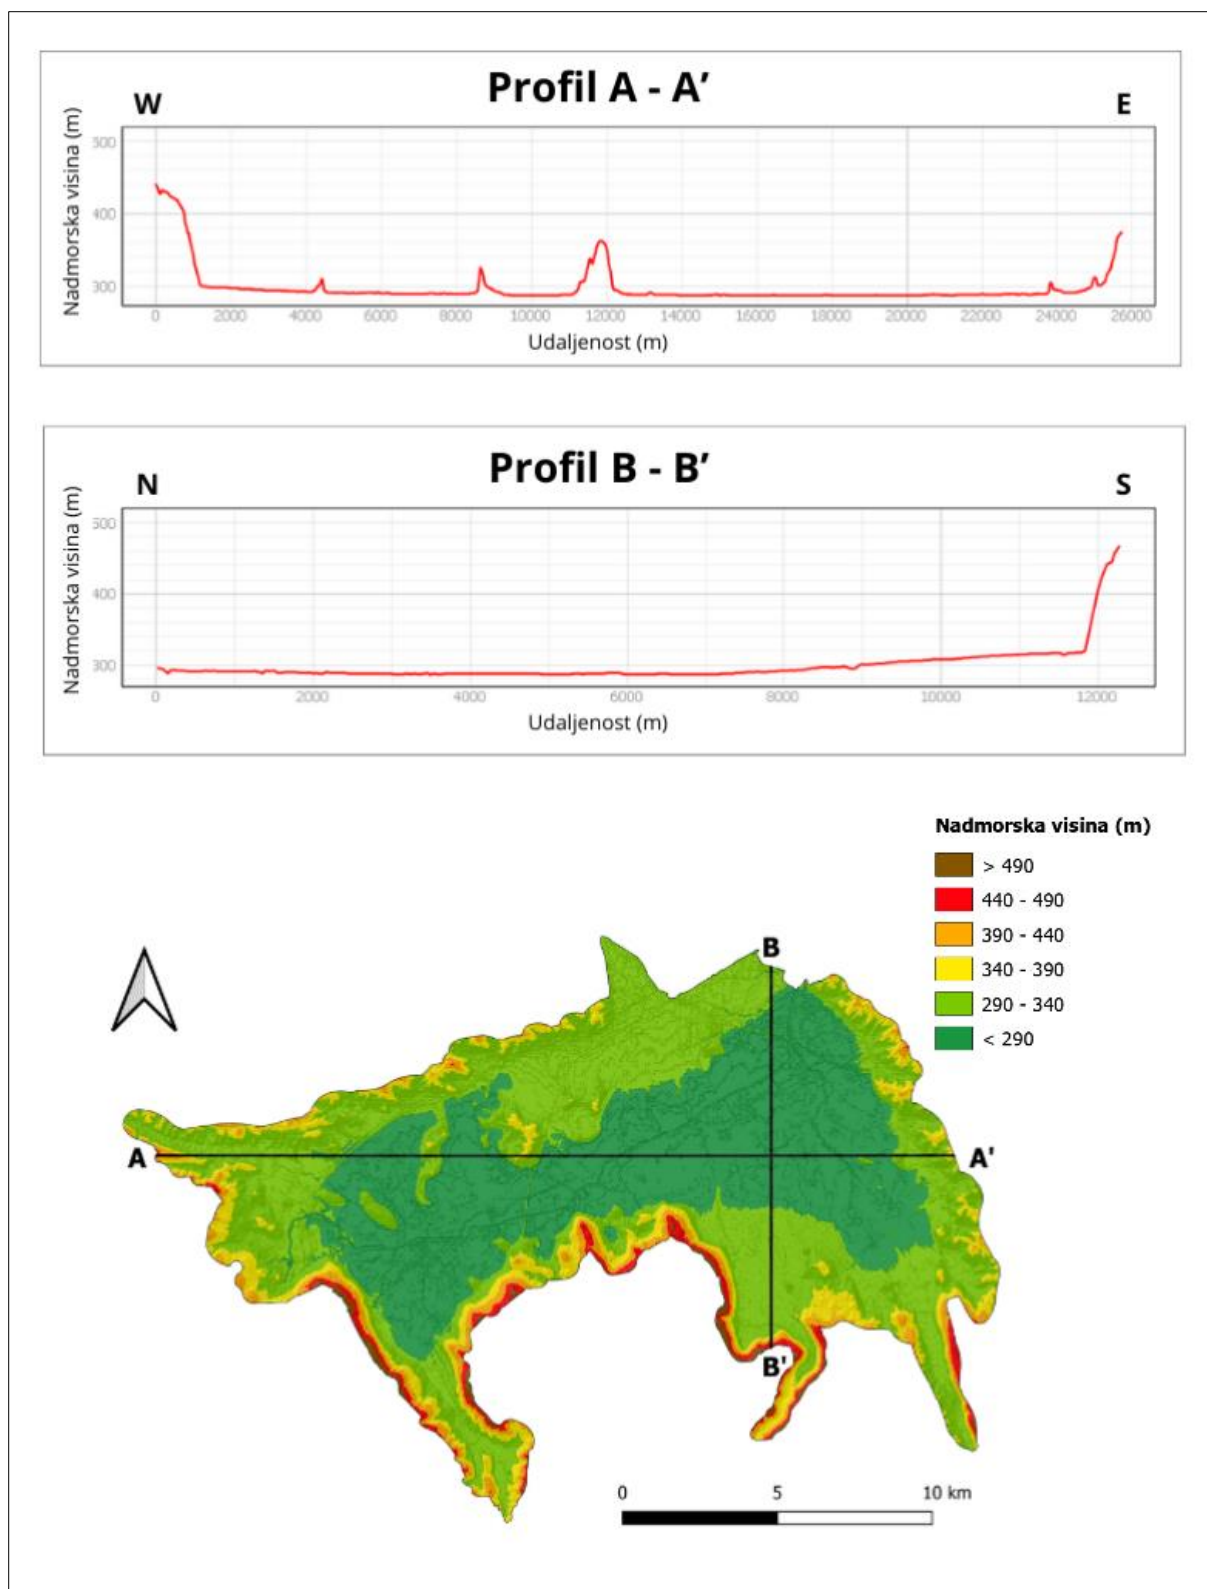 Profil A - A’
W
E
Nadmorska visina (m)
500
400
300
0 2000 4000 6000 8000 10000 12000 14000 16000 18000 20000 22000 24000 26000
Udaljenost (m)
Profil B - B’
N
S
Nadmorska visina (m)
500
400
300
0 2000 4000 6000 8000 10000 12000
Udaljenost (m)
Nadmorska visina (m)
> 490
440 - 490
390 - 440
340 - 390
290 - 340
< 290
B
A
A'
B'
0 5 10 km